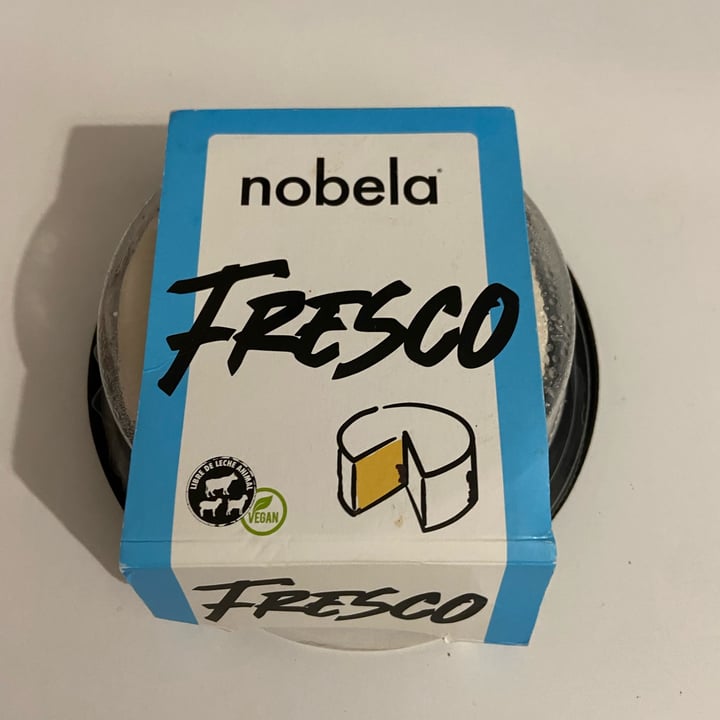 nobela
FRESCO
LIBRE DE LECHE ANIMAL
VEGAN
FRESCO